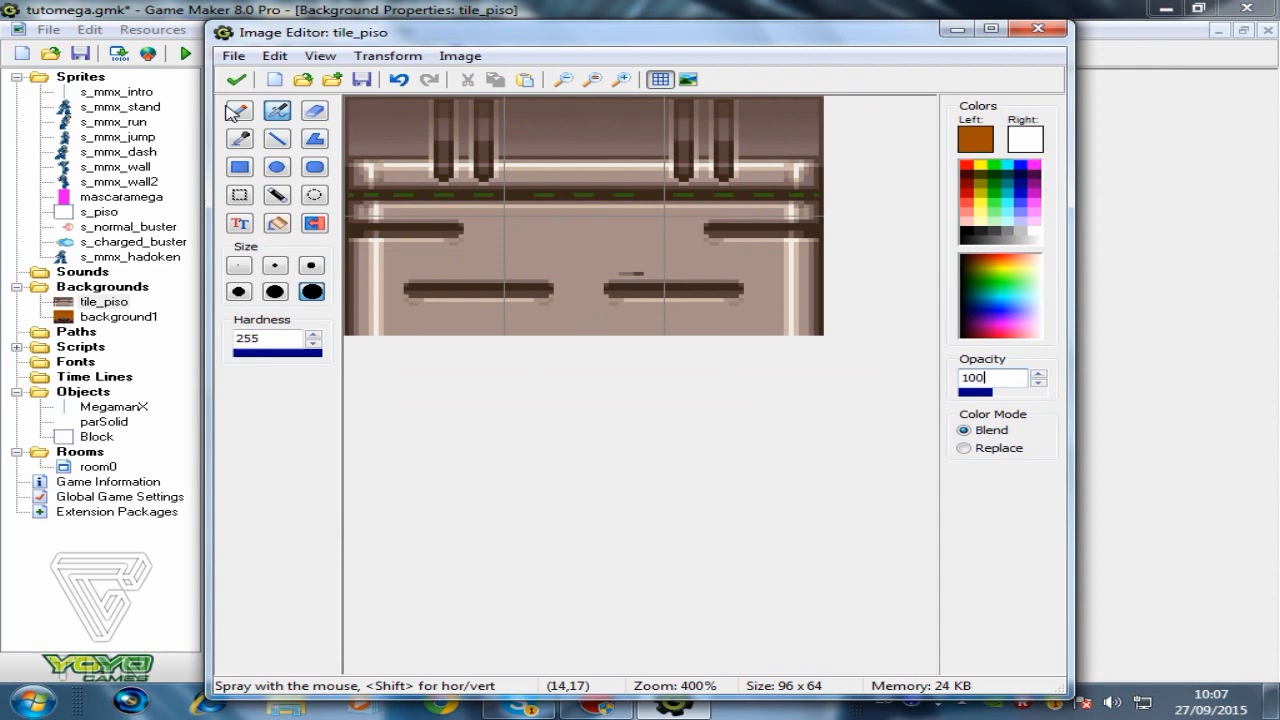 tutomega.gmk* - Game Maker 8.0 Pro - [Background Properties: tile_piso]
File Edit Resources
Image Editor: tile_piso
File Edit View Transform Image
Sprites
s_mmx_intro
s_mmx_stand
s_mmx_run
s_mmx_jump
s_mmx_dash
s_mmx_wall
s_mmx_wall2
mascaramega
s_piso
s_normal_buster
s_charged_buster
s_mmx_hadoken
Sounds
Backgrounds
tile_piso
background1
Paths
Scripts
Fonts
Time Lines
Objects
MegamanX
parSolid
Block
Rooms
room0
Game Information
Global Game Settings
Extension Packages
YOYO
GAMES
TT
Size
Hardness
255
Colors
Left: Right:
Opacity
100
Color Mode
Blend
Replace
Spray with the mouse, <Shift> for hor/vert (14,17) Zoom: 400% Size: 96 x 64 Memory: 24 KB
10:07
27/09/2015